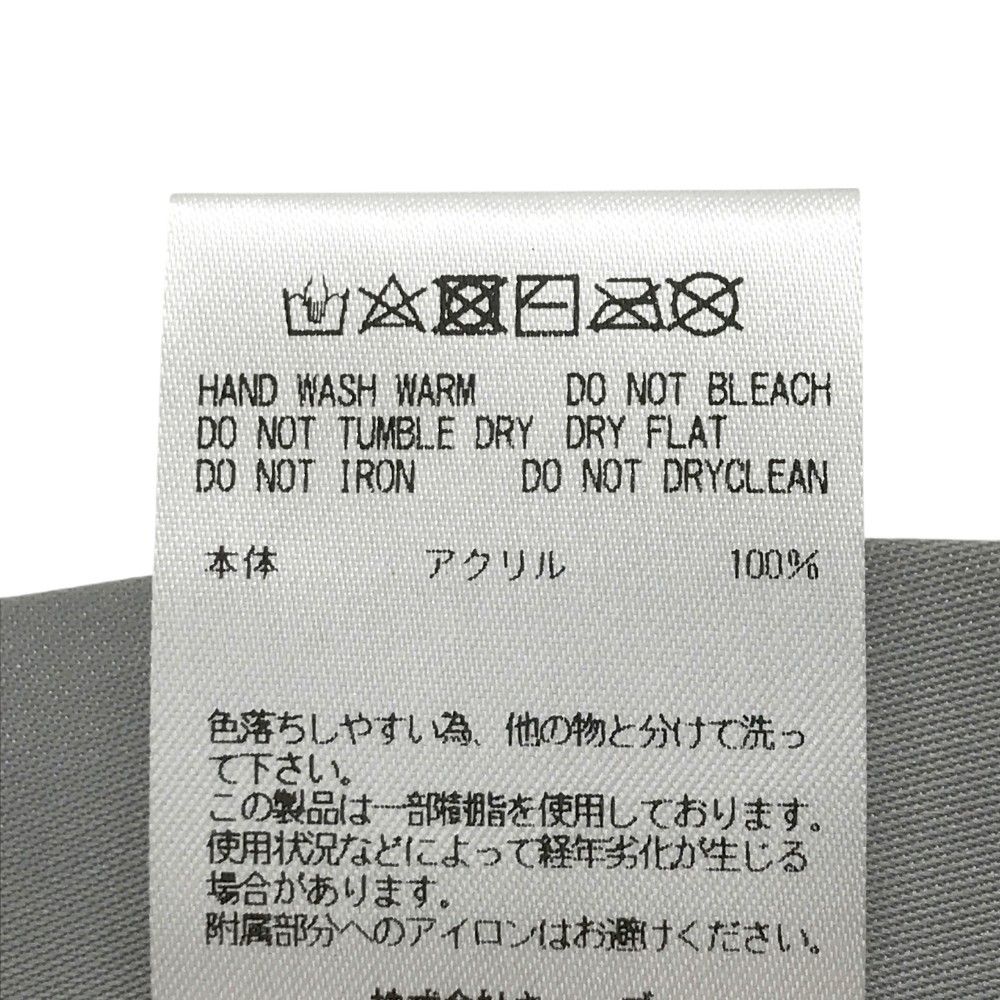 HAND WASH WARM DO NOT BLEACH
DO NOT TUMBLE DRY DRY FLAT
DO NOT IRON DO NOT DRYCLEAN
本体 アクリル 100%
色落ちしやすい為、他の物と分けて洗っ
て下さい。
この製品は一部樹脂を使用しております。
使用状況などによって経年劣化が生じる
場合があります。
附属部分へのアイロンはお避けください。